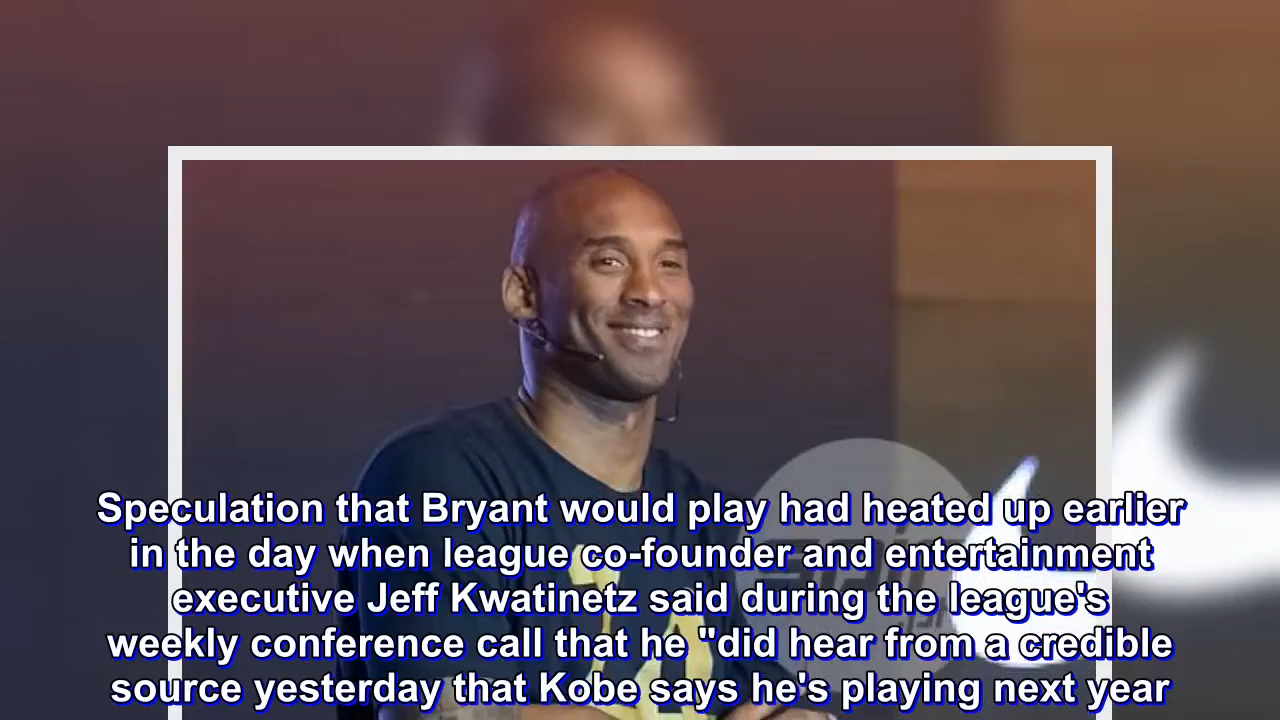 Speculation that Bryant would play had heated up earlier
in the day when league co-founder and entertainment
executive Jeff Kwatinetz said during the league's
weekly conference call that he "did hear from a credible
source yesterday that Kobe says he's playing next year